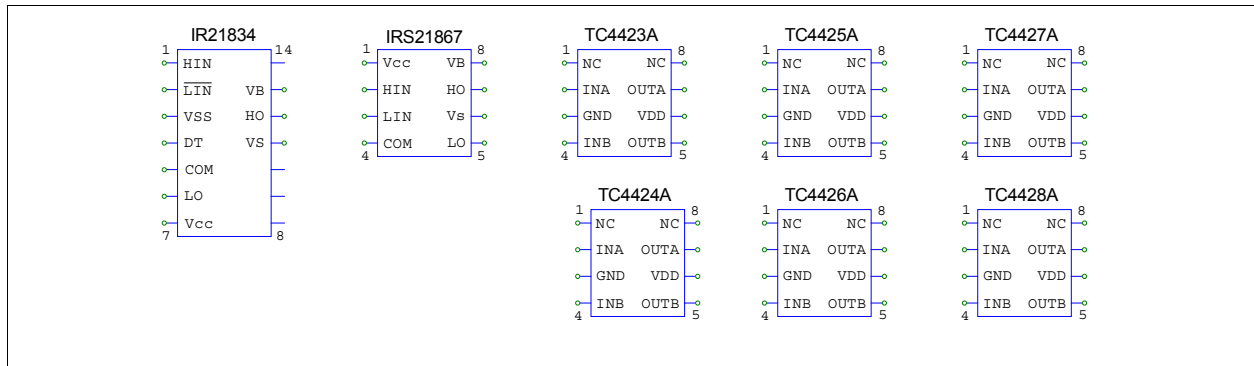 IR21834
1 14
HIN
LIN VB
VSS HO
DT VS
COM
LO
Vcc
7 8
IRS21867
1 8
Vcc VB
HIN HO
LIN Vs
COM LO
4 5
TC4423A
1 8
NC NC
INA OUTA
GND VDD
INB OUTB
4 5
TC4425A
1 8
NC NC
INA OUTA
GND VDD
INB OUTB
4 5
TC4427A
1 8
NC NC
INA OUTA
GND VDD
INB OUTB
4 5
TC4424A
1 8
NC NC
INA OUTA
GND VDD
INB OUTB
4 5
TC4426A
1 8
NC NC
INA OUTA
GND VDD
INB OUTB
4 5
TC4428A
1 8
NC NC
INA OUTA
GND VDD
INB OUTB
4 5